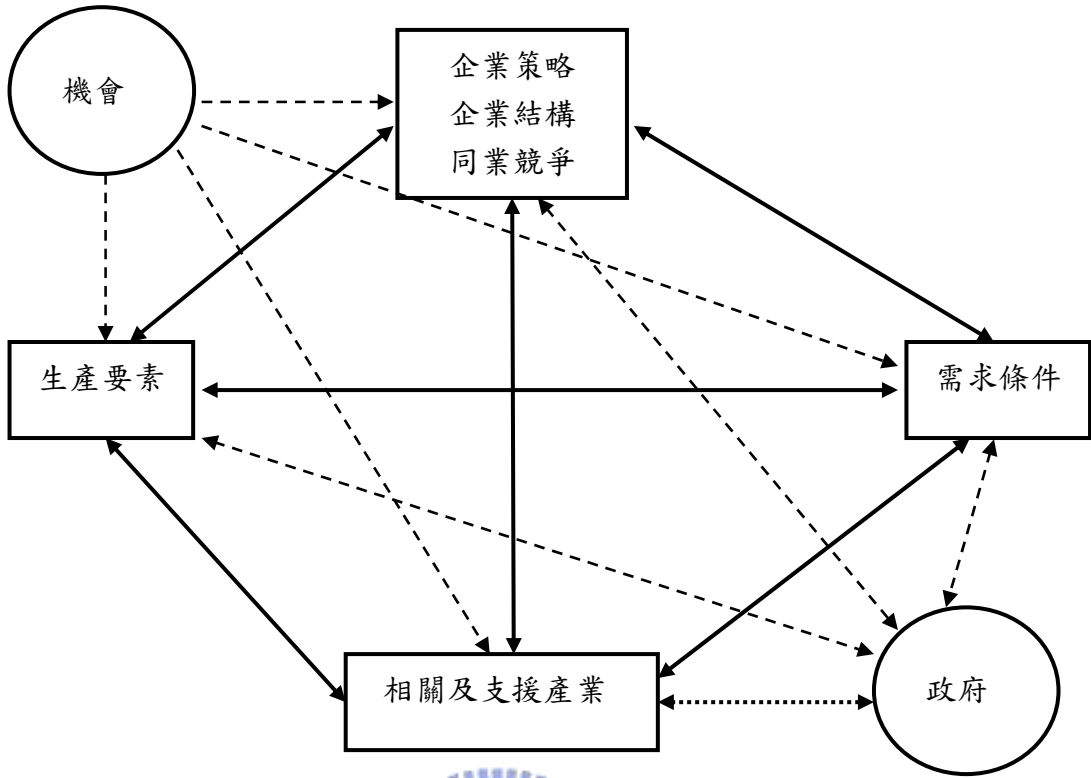 機會
企業策略
企業結構
同業競爭
生產要素
需求條件
相關及支援產業
政府